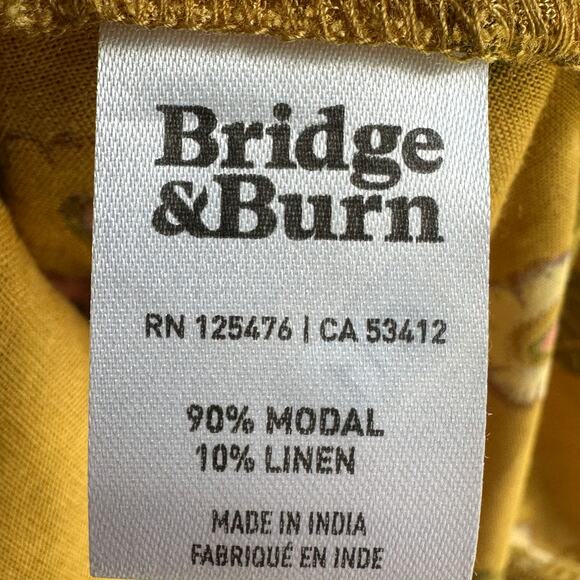 Bridge
&Burn
RN 125476 | CA 53412
90% MODAL
10% LINEN
MADE IN INDIA
FABRIQUÉ EN INDE